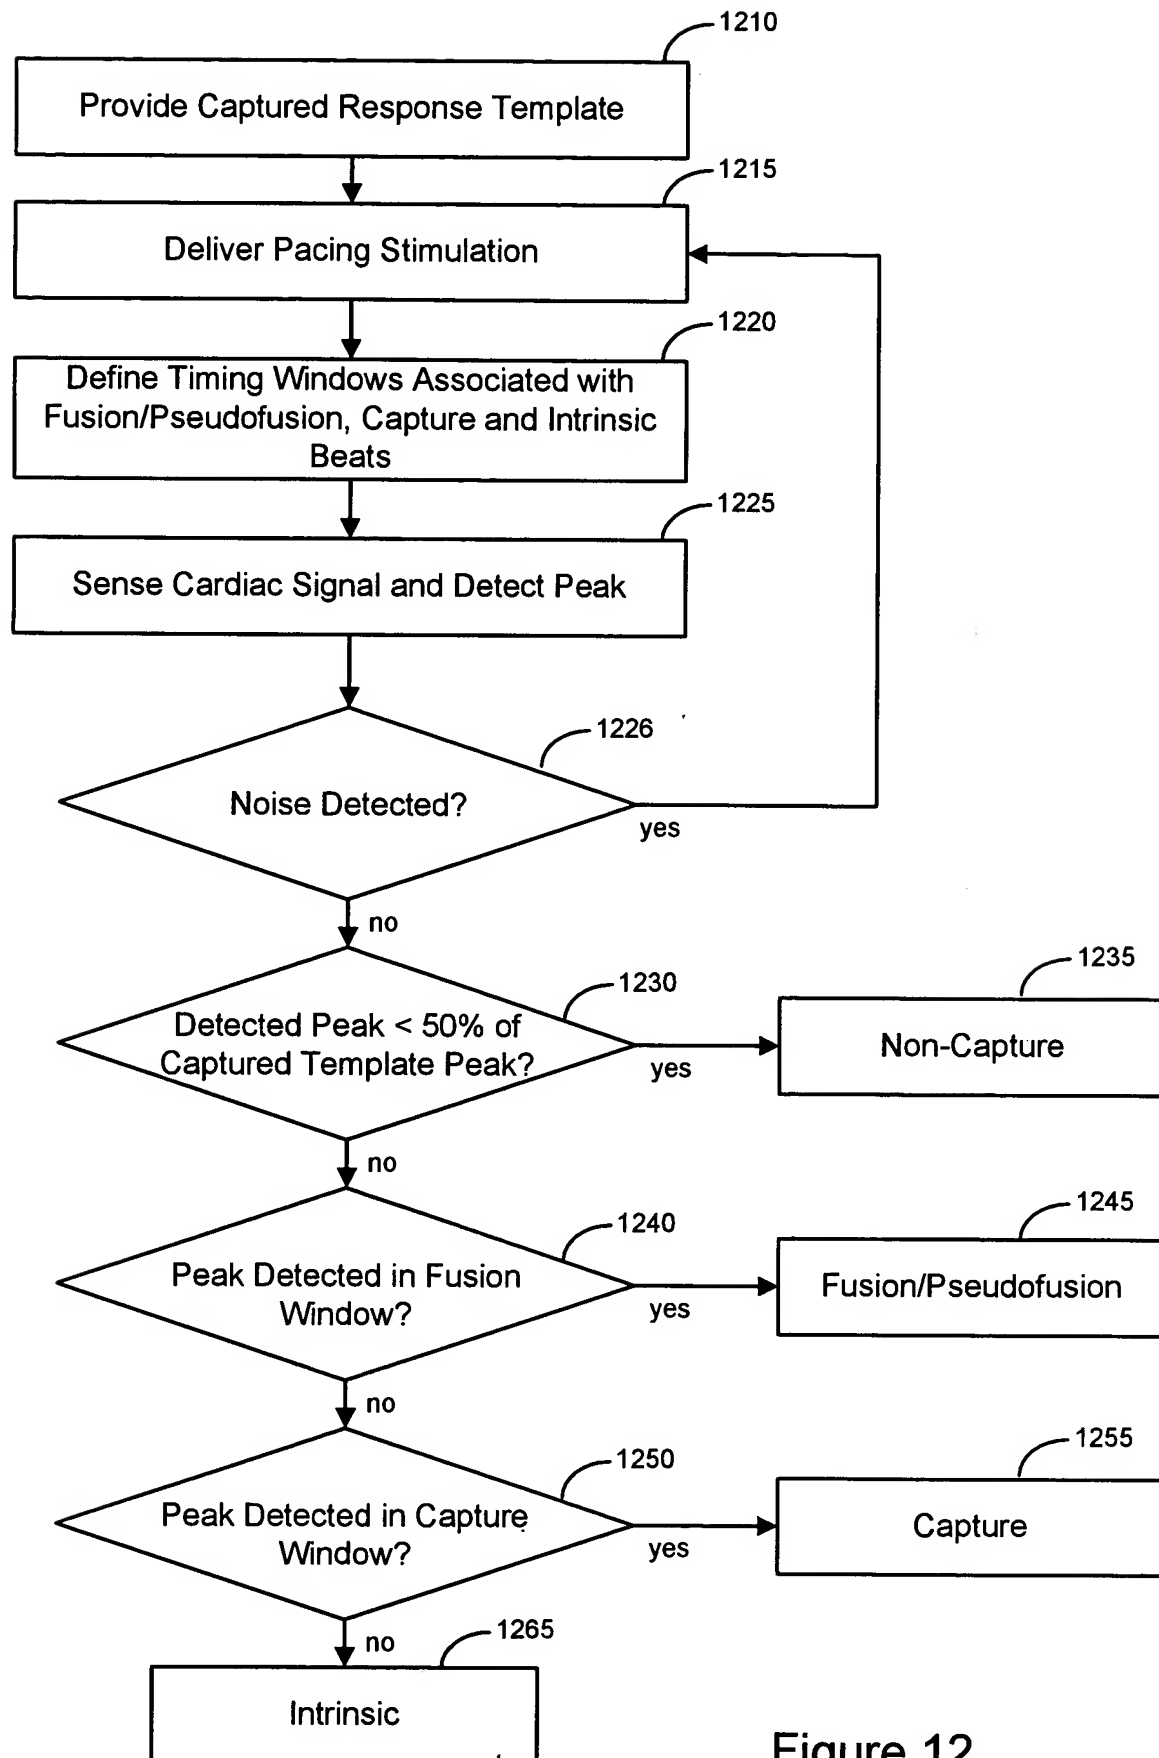 1210
Provide Captured Response Template
1215
Deliver Pacing Stimulation
1220
Define Timing Windows Associated with
Fusion/Pseudofusion, Capture and Intrinsic
Beats
1225
Sense Cardiac Signal and Detect Peak
1226
Noise Detected?
yes
no
1230
Detected Peak < 50% of
Captured Template Peak?
yes
1235
Non-Capture
no
1240
Peak Detected in Fusion
Window?
yes
1245
Fusion/Pseudofusion
no
1250
Peak Detected in Capture
Window?
yes
1255
Capture
no
1265
Intrinsic
Figure 12